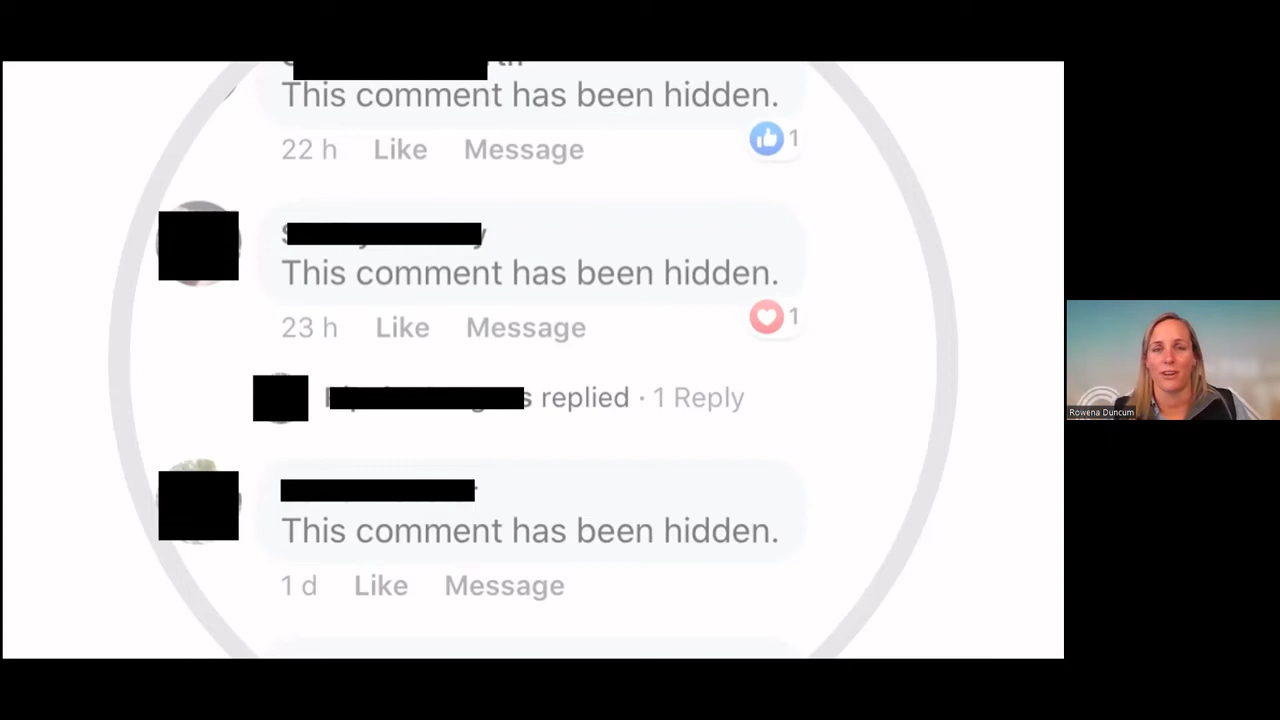 This comment has been hidden.
22 h Like Message 1
This comment has been hidden.
23 h Like Message 1
replied · 1 Reply
This comment has been hidden.
1 d Like Message
Rowena Duncum